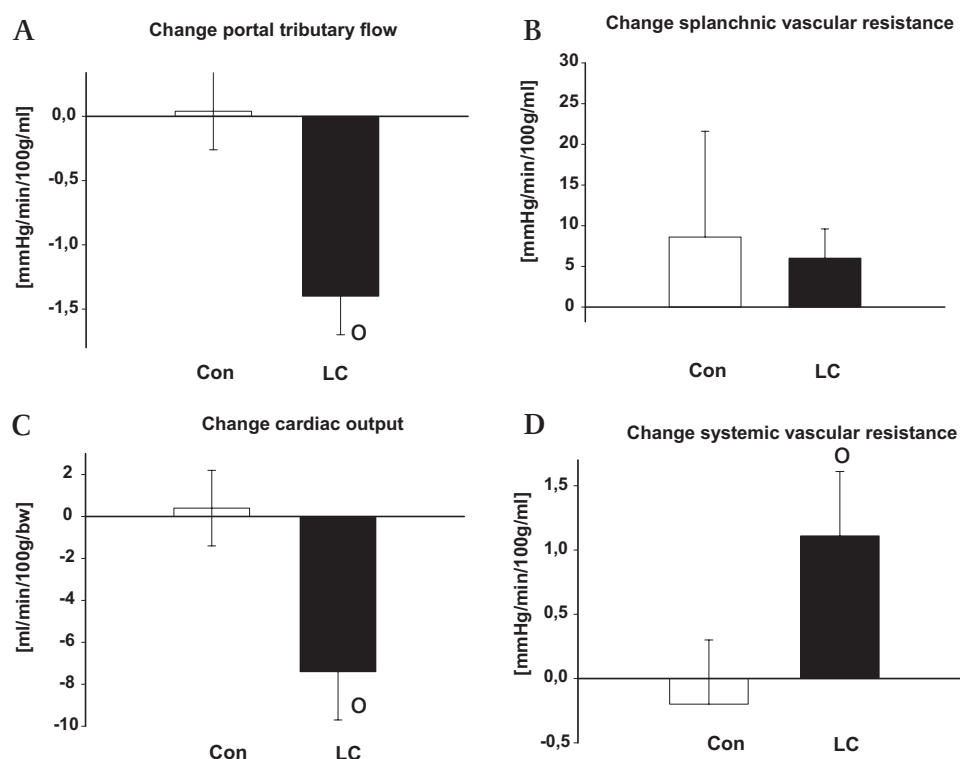 A
Change portal tributary flow
[mmHg/min/100g/ml]
0,0
-0,5
-1,0
-1,5
O
Con LC
B
Change splanchnic vascular resistance
[mmHg/min/100g/ml]
30
25
20
15
10
5
0
Con LC
C
Change cardiac output
[ml/min/100g/bw]
2
0
-2
-4
-6
-8
-10
O
Con LC
D
Change systemic vascular resistance
[mmHg/min/100g/ml]
O
1,5
1,0
0,5
0,0
-0,5
Con LC